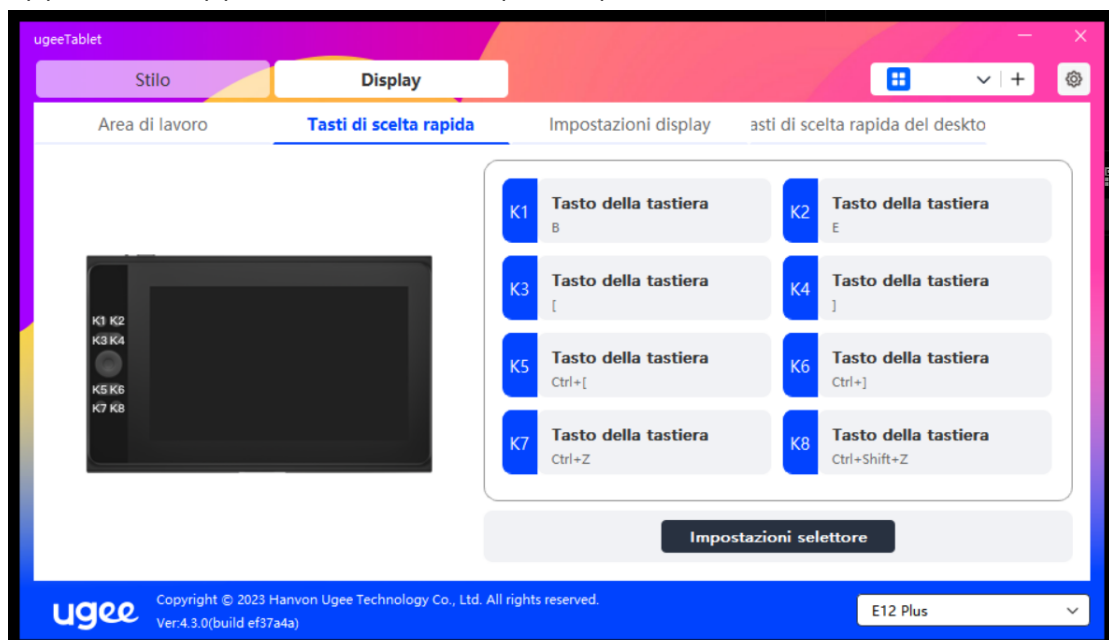 ugeeTablet
Stilo
Display
Area di lavoro
Tasti di scelta rapida
Impostazioni display
asti di scelta rapida del deskto
K1 Tasto della tastiera
B
K2 Tasto della tastiera
E
K3 Tasto della tastiera
[
K4 Tasto della tastiera
]
K5 Tasto della tastiera
Ctrl+[
K6 Tasto della tastiera
Ctrl+]
K7 Tasto della tastiera
Ctrl+Z
K8 Tasto della tastiera
Ctrl+Shift+Z
K1 K2
K3 K4
K5 K6
K7 K8
Impostazioni selettore
ugee
Copyright © 2023 Hanvon Ugee Technology Co., Ltd. All rights reserved.
Ver:4.3.0(build ef37a4a)
E12 Plus